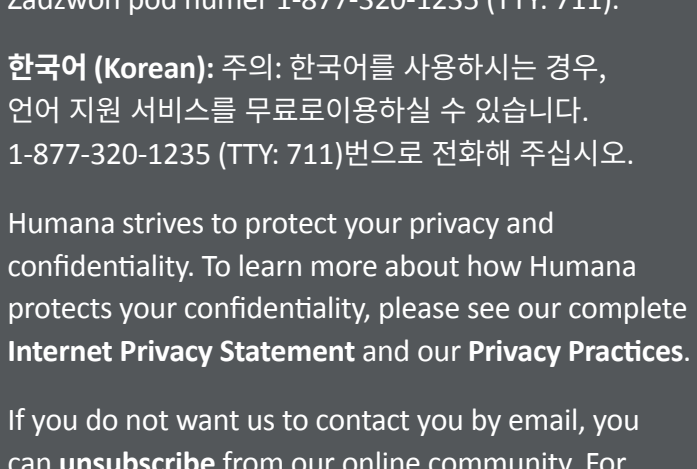 Zadzwoń pod numer 1-877-320-1235 (TTY: 711).
한국어 (Korean): 주의: 한국어를 사용하시는 경우,
언어 지원 서비스를 무료로이용하실 수 있습니다.
1-877-320-1235 (TTY: 711)번으로 전화해 주십시오.
Humana strives to protect your privacy and
confidentiality. To learn more about how Humana
protects your confidentiality, please see our complete
Internet Privacy Statement and our Privacy Practices.
If you do not want us to contact you by email, you
can unsubscribe from our online community. For